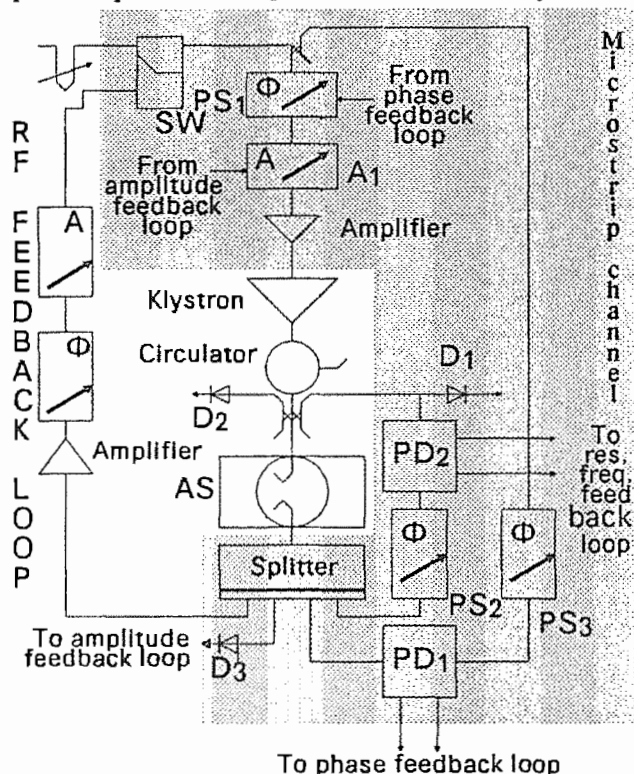 Microstrip channel
Φ
PS1
SW
From
phase
feedback
loop
RF FEEDBACK LOOP
From
amplitude
feedback
loop
A
A1
Amplifier
A
Klystron
Φ
Circulator
D1
D2
To
res.
freq.
feed
back
loop
Amplifier
PD2
AS
Φ
Φ
Splitter
PS2
PS3
To amplitude
feedback loop
D3
PD1
To phase feedback loop